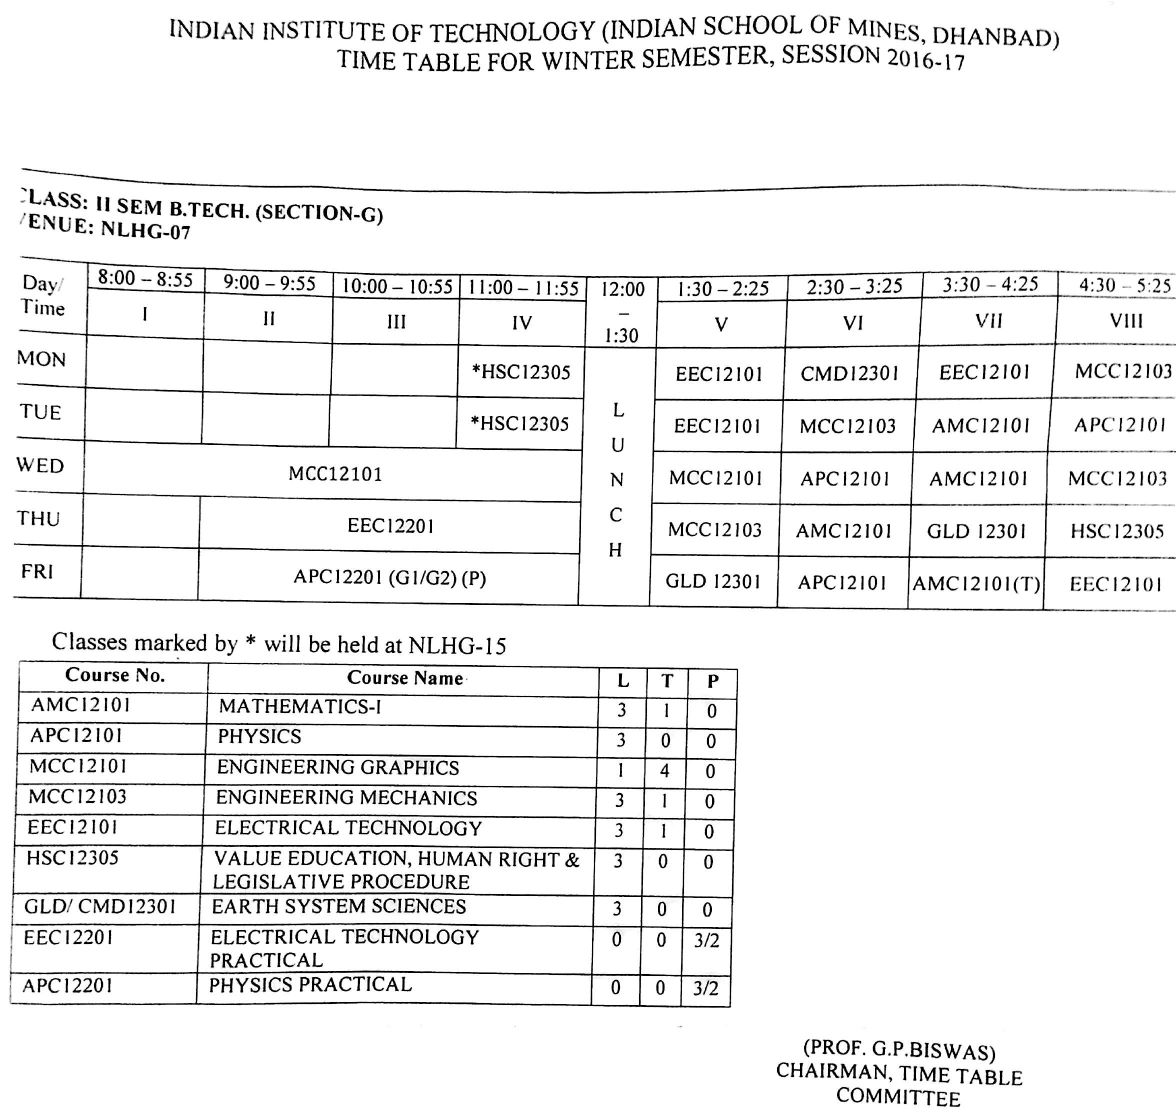 INDIAN INSTITUTE OF TECHNOLOGY (INDIAN SCHOOL OF MINES, DHANBAD)
TIME TABLE FOR WINTER SEMESTER, SESSION 2016-17
CLASS: II SEM B.TECH. (SECTION-G)
VENUE: NLHG-07
Day/ Time 8:00 – 8:55 9:00 – 9:55 10:00 – 10:55 11:00 – 11:55 12:00 – 1:30 1:30 – 2:25 2:30 – 3:25 3:30 – 4:25 4:30 – 5:25
I II III IV V VI VII VIII
MON *HSC12305 EEC12101 CMD12301 EEC12101 MCC12103
TUE *HSC12305 EEC12101 MCC12103 AMC12101 APC12101
WED MCC12101 MCC12101 APC12101 AMC12101 MCC12103
THU EEC12201 MCC12103 AMC12101 GLD 12301 HSC12305
FRI APC12201 (G1/G2) (P) GLD 12301 APC12101 AMC12101(T) EEC12101
L
U
N
C
H
Classes marked by * will be held at NLHG-15
Course No. Course Name L T P
AMC12101 MATHEMATICS-I 3 1 0
APC12101 PHYSICS 3 0 0
MCC12101 ENGINEERING GRAPHICS 1 4 0
MCC12103 ENGINEERING MECHANICS 3 1 0
EEC12101 ELECTRICAL TECHNOLOGY 3 1 0
HSC12305 VALUE EDUCATION, HUMAN RIGHT & 3 0 0
LEGISLATIVE PROCEDURE
GLD/ CMD12301 EARTH SYSTEM SCIENCES 3 0 0
EEC12201 ELECTRICAL TECHNOLOGY 0 0 3/2
PRACTICAL
APC12201 PHYSICS PRACTICAL 0 0 3/2
(PROF. G.P.BISWAS)
CHAIRMAN, TIME TABLE
COMMITTEE